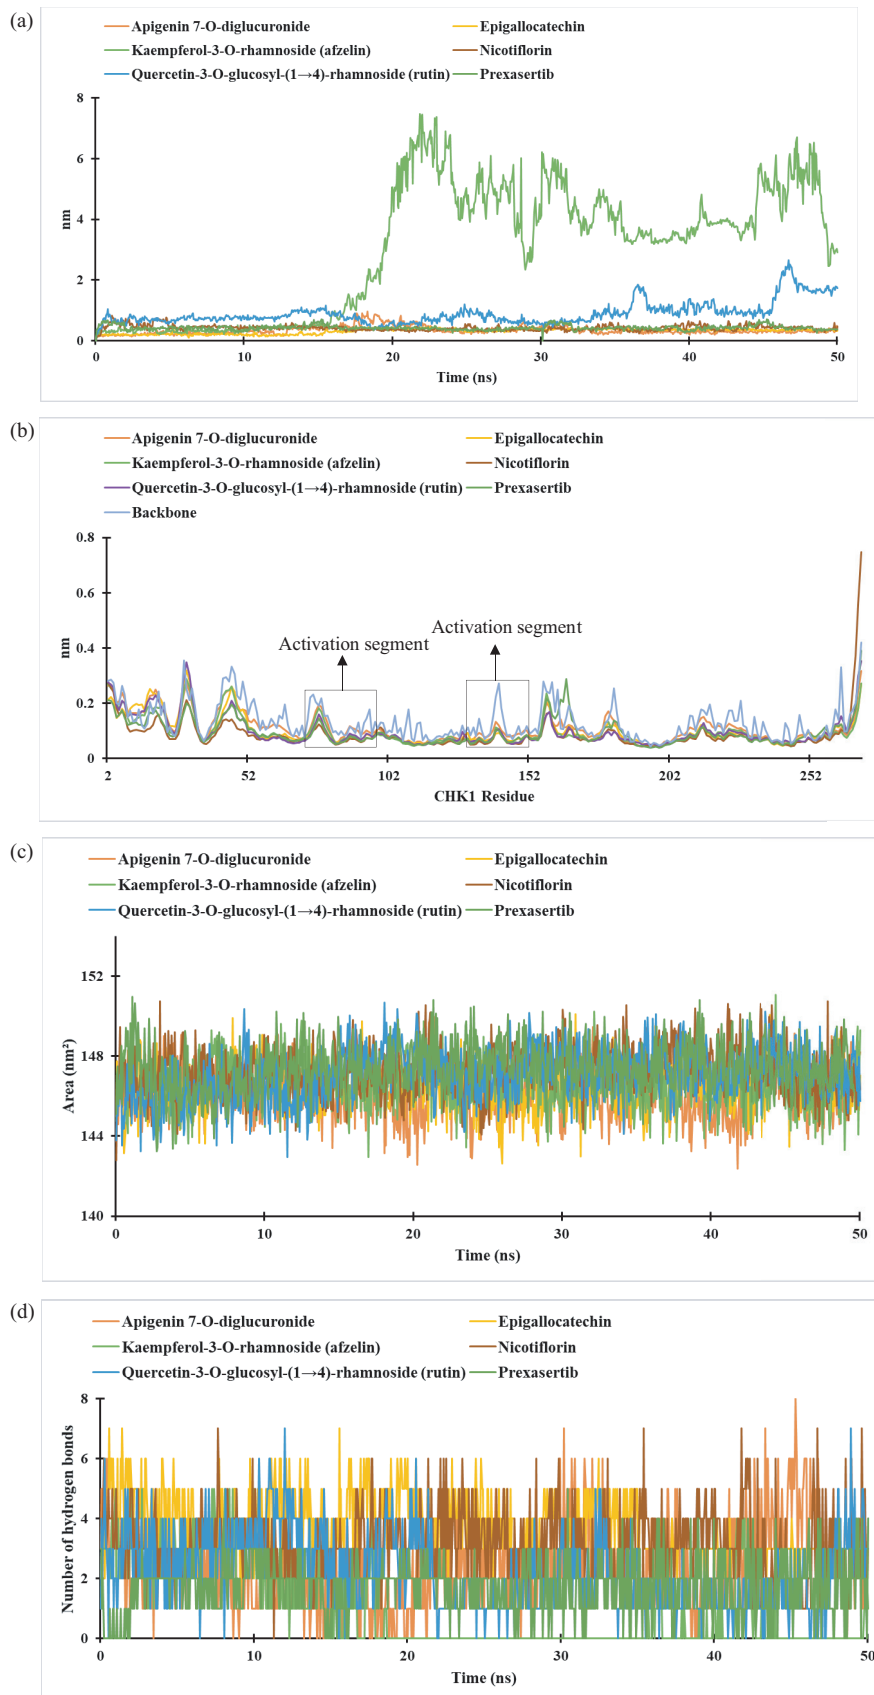 (a)
Apigenin 7-O-diglucuronide Epigallocatechin
Kaempferol-3-O-rhamnoside (afzelin) Nicotiflorin
Quercetin-3-O-glucosyl-(1→4)-rhamnoside (rutin) Prexasertib
8
6
4
2
0
nm
0 10 20 30 40 50
Time (ns)
(b)
Apigenin 7-O-diglucuronide Epigallocatechin
Kaempferol-3-O-rhamnoside (afzelin) Nicotiflorin
Quercetin-3-O-glucosyl-(1→4)-rhamnoside (rutin) Prexasertib
Backbone
0.8
0.6
0.4
0.2
0
nm
Activation segment
Activation segment
2 52 102 152 202 252
CHK1 Residue
(c)
Apigenin 7-O-diglucuronide Epigallocatechin
Kaempferol-3-O-rhamnoside (afzelin) Nicotiflorin
Quercetin-3-O-glucosyl-(1→4)-rhamnoside (rutin) Prexasertib
152
148
144
140
Area (nm²)
0 10 20 30 40 50
Time (ns)
(d)
Apigenin 7-O-diglucuronide Epigallocatechin
Kaempferol-3-O-rhamnoside (afzelin) Nicotiflorin
Quercetin-3-O-glucosyl-(1→4)-rhamnoside (rutin) Prexasertib
8
6
4
2
0
Number of hydrogen bonds
0 10 20 30 40 50
Time (ns)